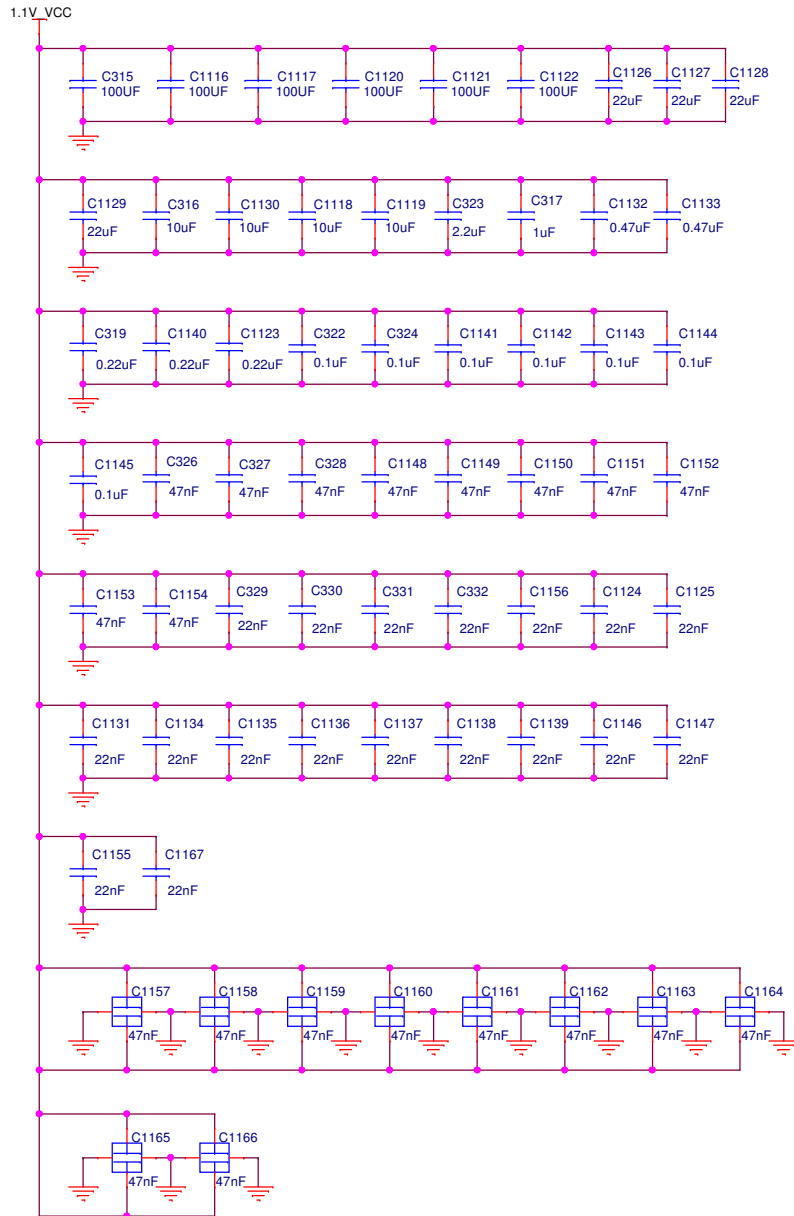 1.1V_VCC
C315 C1116 C1117 C1120 C1121 C1122 C1126 C1127 C1128
100UF 100UF 100UF 100UF 100UF 100UF 22uF 22uF 22uF
C1129 C316 C1130 C1118 C1119 C323 C317 C1132 C1133
22uF 10uF 10uF 10uF 10uF 2.2uF 1uF 0.47uF 0.47uF
C319 C1140 C1123 C322 C324 C1141 C1142 C1143 C1144
0.22uF 0.22uF 0.22uF 0.1uF 0.1uF 0.1uF 0.1uF 0.1uF 0.1uF
C1145 C326 C327 C328 C1148 C1149 C1150 C1151 C1152
0.1uF 47nF 47nF 47nF 47nF 47nF 47nF 47nF 47nF
C1153 C1154 C329 C330 C331 C332 C1156 C1124 C1125
47nF 47nF 22nF 22nF 22nF 22nF 22nF 22nF 22nF
C1131 C1134 C1135 C1136 C1137 C1138 C1139 C1146 C1147
22nF 22nF 22nF 22nF 22nF 22nF 22nF 22nF 22nF
C1155 C1167
22nF 22nF
C1157 C1158 C1159 C1160 C1161 C1162 C1163 C1164
47nF 47nF 47nF 47nF 47nF 47nF 47nF 47nF
C1165 C1166
47nF 47nF